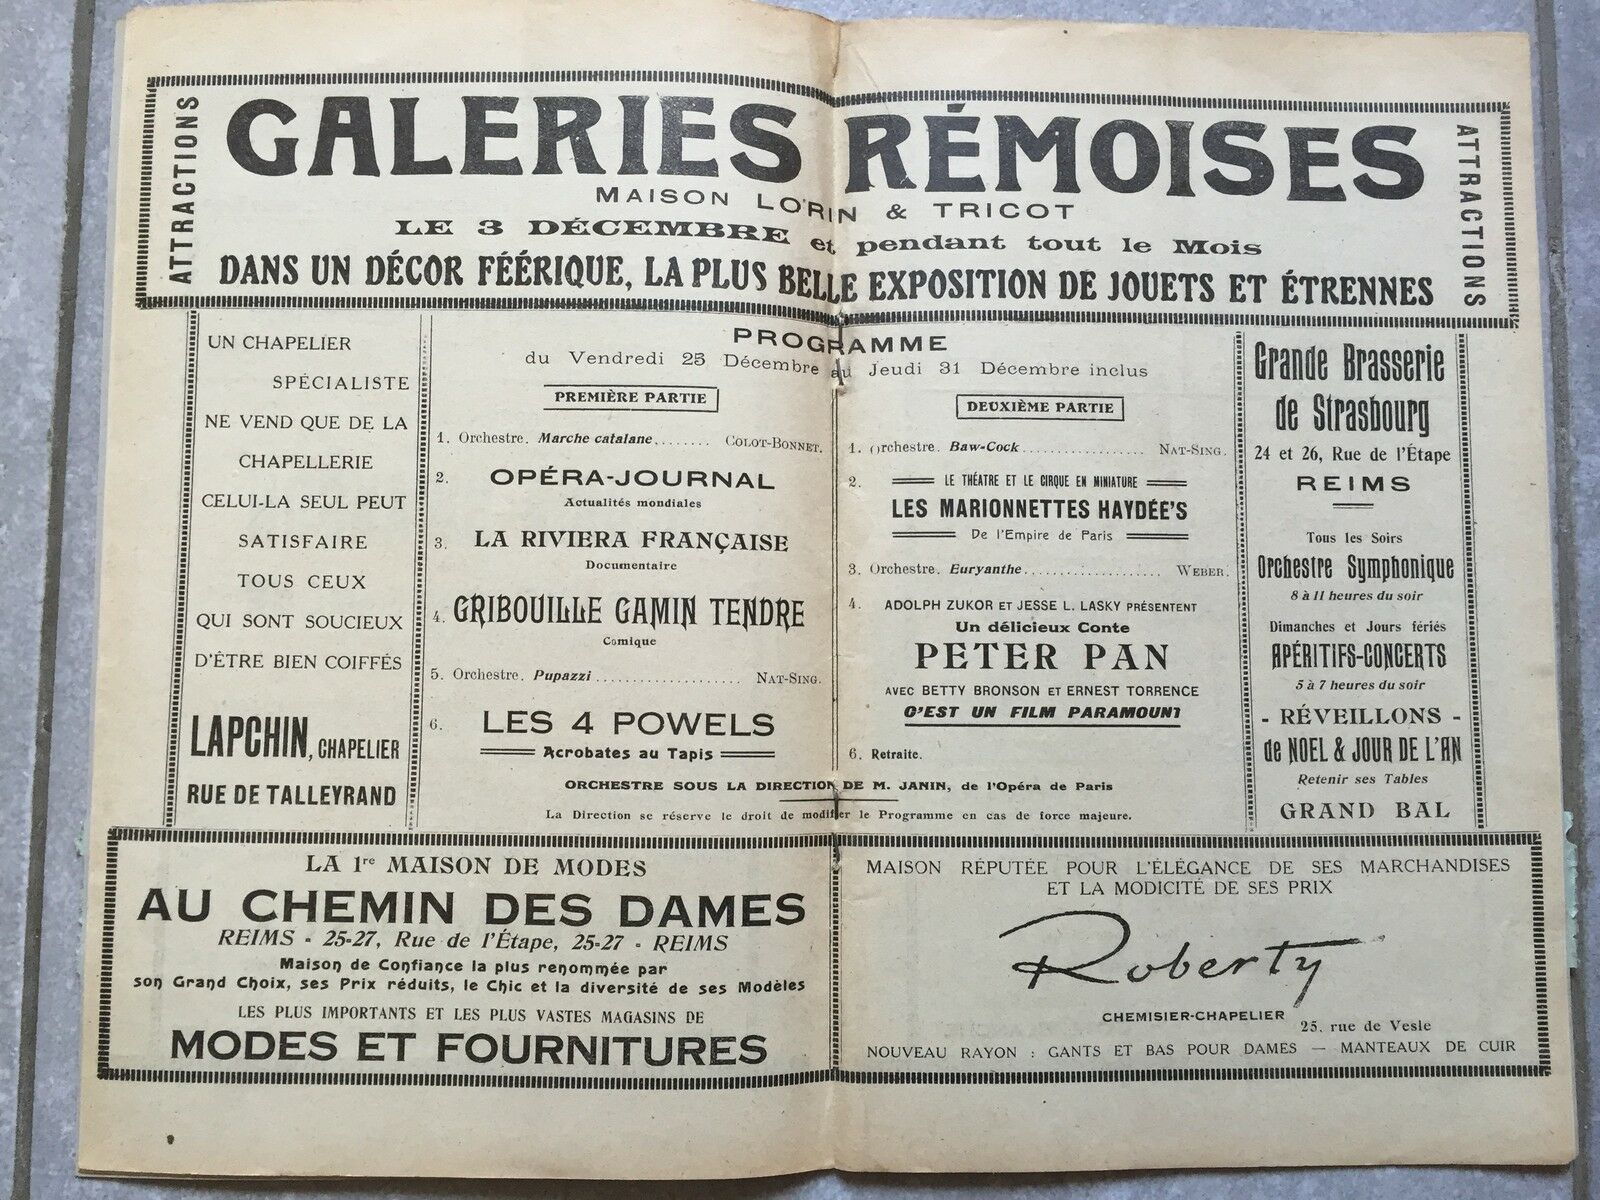 ATTRACTIONS
GALERIES RÉMOISES
ATTRACTIONS
MAISON LORIN & TRICOT
LE 3 DÉCEMBRE et pendant tout le Mois
DANS UN DÉCOR FÉÉRIQUE, LA PLUS BELLE EXPOSITION DE JOUETS ET ÉTRENNES
UN CHAPELIER
SPÉCIALISTE
NE VEND QUE DE LA
CHAPELLERIE
CELUI-LA SEUL PEUT
SATISFAIRE
TOUS CEUX
QUI SONT SOUCIEUX
D'ÊTRE BIEN COIFFÉS
LAPCHIN, CHAPELIER
RUE DE TALLEYRAND
PROGRAMME
du Vendredi 25 Décembre au Jeudi 31 Décembre inclus
PREMIÈRE PARTIE
1. Orchestre. Marche catalane........ COLOT-BONNET.
2. OPÉRA-JOURNAL
Actualités mondiales
3. LA RIVIERA FRANÇAISE
Documentaire
4. GRIBOUILLE GAMIN TENDRE
Comique
5. Orchestre. Pupazzi.................... NAT-SING.
6. LES 4 POWELS
Acrobates au Tapis
DEUXIÈME PARTIE
1. Orchestre. Baw-Cock.................. NAT-SING.
2. LE THÉATRE ET LE CIRQUE EN MINIATURE
LES MARIONNETTES HAYDÉE'S
De l'Empire de Paris
3. Orchestre. Euryanthe.................... WEBER.
4. ADOLPH ZUKOR ET JESSE L. LASKY PRÉSENTENT
Un délicieux Conte
PETER PAN
AVEC BETTY BRONSON ET ERNEST TORRENCE
C'EST UN FILM PARAMOUNT
6. Retraite.
ORCHESTRE SOUS LA DIRECTION DE M. JANIN, de l'Opéra de Paris
La Direction se réserve le droit de modifier le Programme en cas de force majeure.
Grande Brasserie
de Strasbourg
24 et 26, Rue de l'Étape
REIMS
Tous les Soirs
Orchestre Symphonique
8 à 11 heures du soir
Dimanches et Jours fériés
APÉRITIFS-CONCERTS
5 à 7 heures du soir
- RÉVEILLONS -
de NOEL & JOUR DE L'AN
Retenir ses Tables
GRAND BAL
LA 1re MAISON DE MODES
AU CHEMIN DES DAMES
REIMS - 25-27, Rue de l'Étape, 25-27 - REIMS
Maison de Confiance la plus renommée par
son Grand Choix, ses Prix réduits, le Chic et la diversité de ses Modèles
LES PLUS IMPORTANTS ET LES PLUS VASTES MAGASINS DE
MODES ET FOURNITURES
MAISON RÉPUTÉE POUR L'ÉLÉGANCE DE SES MARCHANDISES
ET LA MODICITÉ DE SES PRIX
Roberty
CHEMISIER-CHAPELIER
25, rue de Vesle
NOUVEAU RAYON : GANTS ET BAS POUR DAMES — MANTEAUX DE CUIR